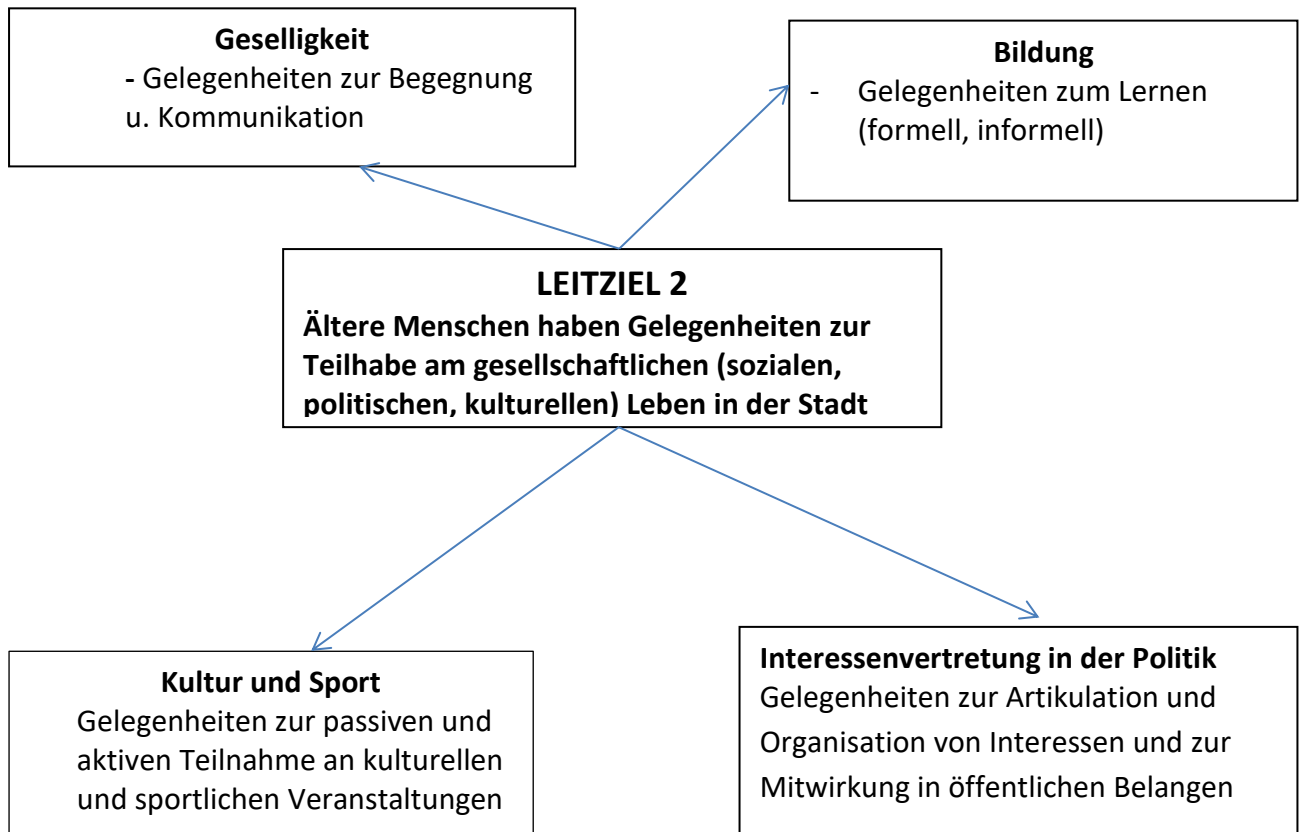 Geselligkeit
- Gelegenheiten zur Begegnung
u. Kommunikation
Bildung
- Gelegenheiten zum Lernen
(formell, informell)
LEITZIEL 2
Ältere Menschen haben Gelegenheiten zur
Teilhabe am gesellschaftlichen (sozialen,
politischen, kulturellen) Leben in der Stadt
Kultur und Sport
Gelegenheiten zur passiven und
aktiven Teilnahme an kulturellen
und sportlichen Veranstaltungen
Interessenvertretung in der Politik
Gelegenheiten zur Artikulation und
Organisation von Interessen und zur
Mitwirkung in öffentlichen Belangen